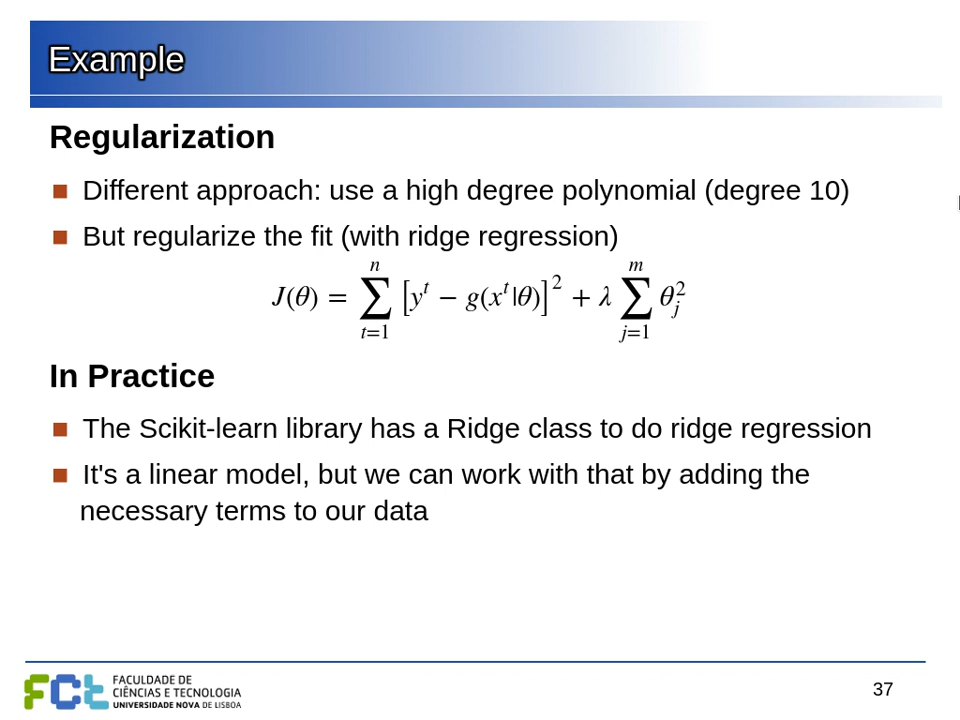 Example
Regularization
Different approach: use a high degree polynomial (degree 10)
But regularize the fit (with ridge regression)
J(θ) = ∑_{t=1}^{n} [y^t − g(x^t|θ)]^2 + λ ∑_{j=1}^{m} θ_j^2
In Practice
The Scikit-learn library has a Ridge class to do ridge regression
It's a linear model, but we can work with that by adding the
necessary terms to our data
FCt
FACULDADE DE
CIÊNCIAS E TECNOLOGIA
UNIVERSIDADE NOVA DE LISBOA
37